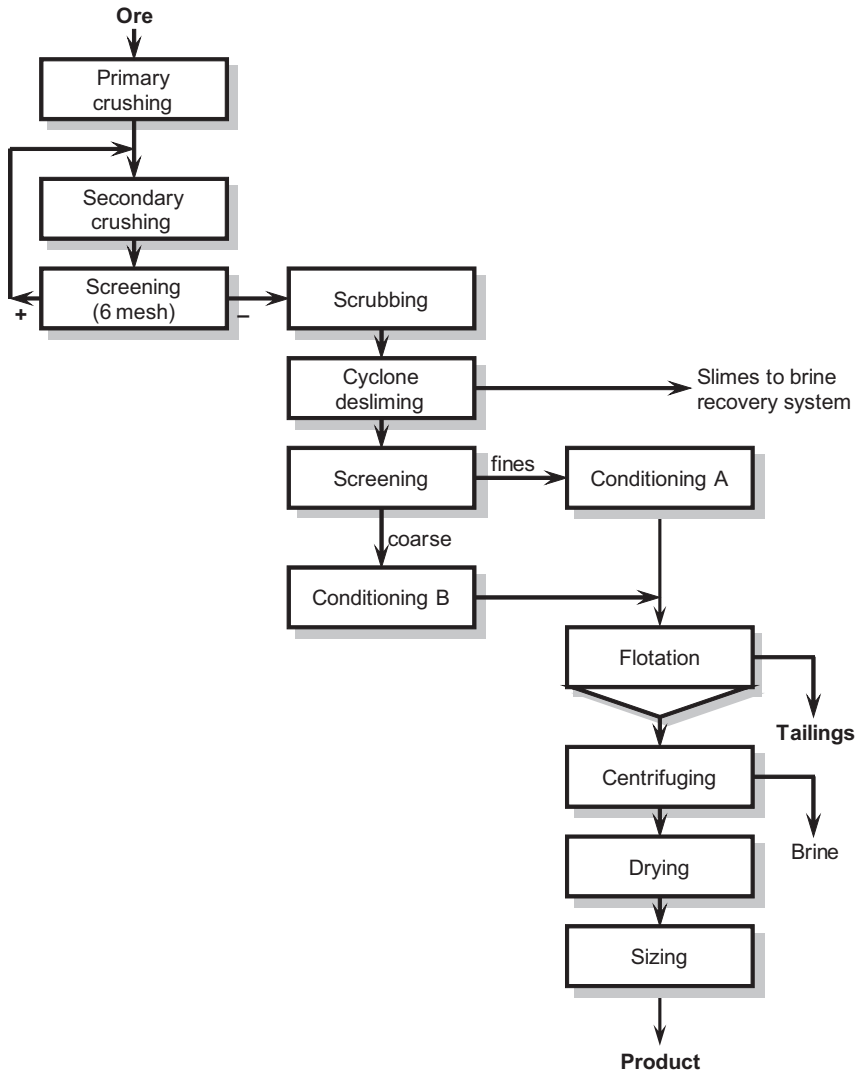 Ore
Primary
crushing
Secondary
crushing
Screening
(6 mesh)
+
–
Scrubbing
Cyclone
desliming
Slimes to brine
recovery system
Screening
fines
Conditioning A
coarse
Conditioning B
Flotation
Tailings
Centrifuging
Brine
Drying
Sizing
Product